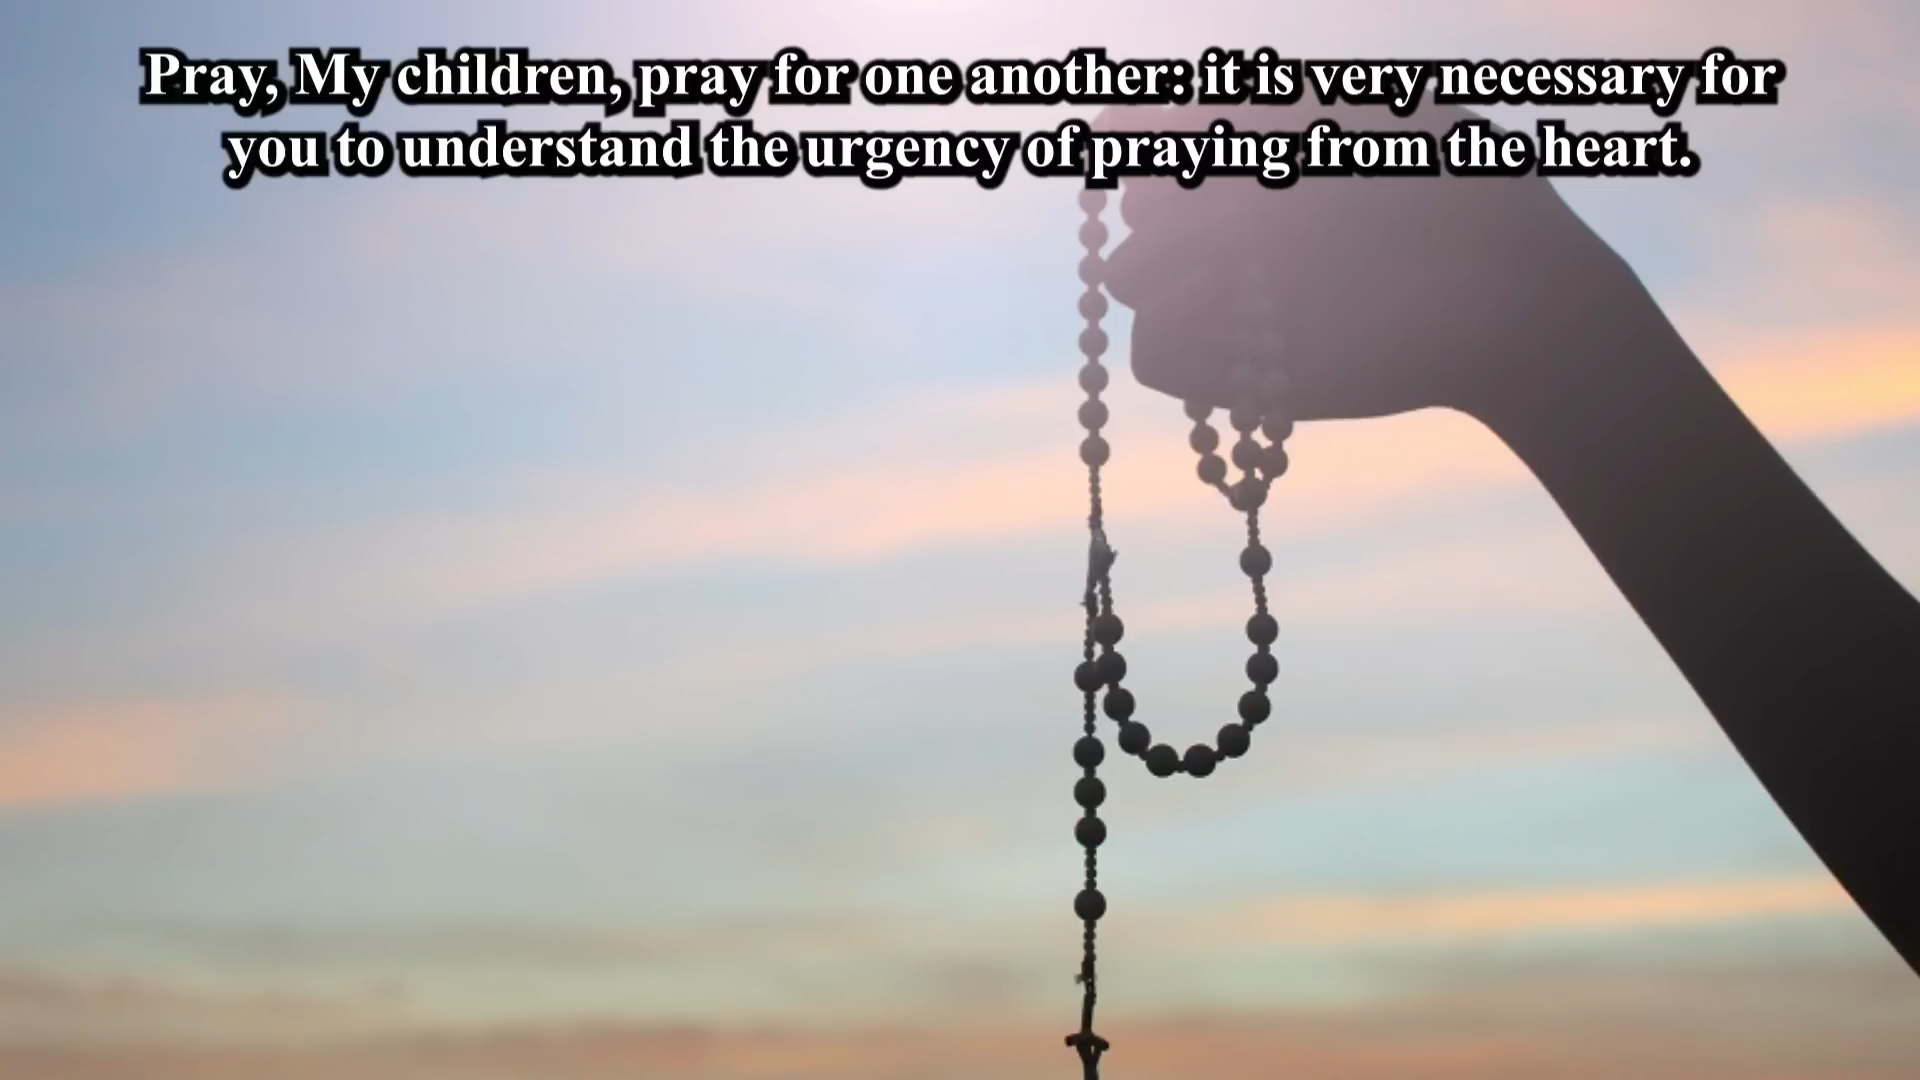 Pray, My children, pray for one another: it is very necessary for
you to understand the urgency of praying from the heart.